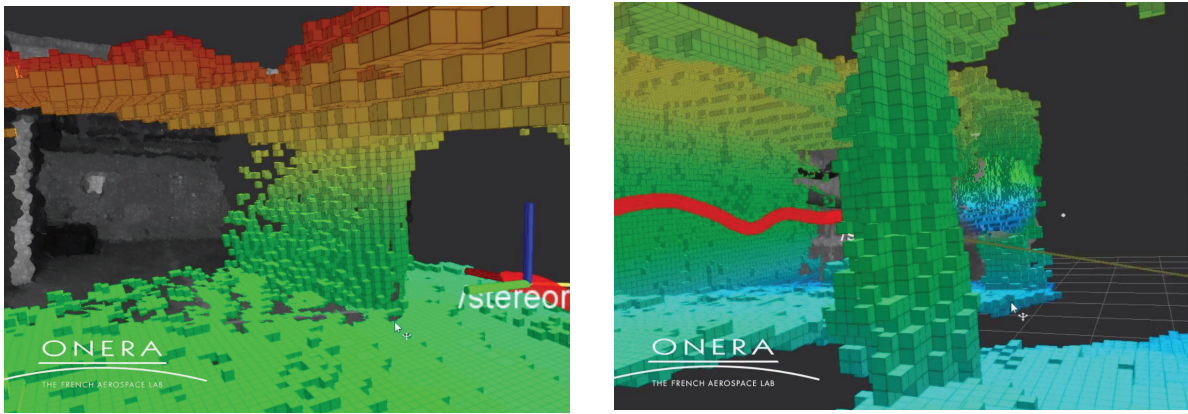 /stereor
ONERA
THE FRENCH AEROSPACE LAB
ONERA
THE FRENCH AEROSPACE LAB